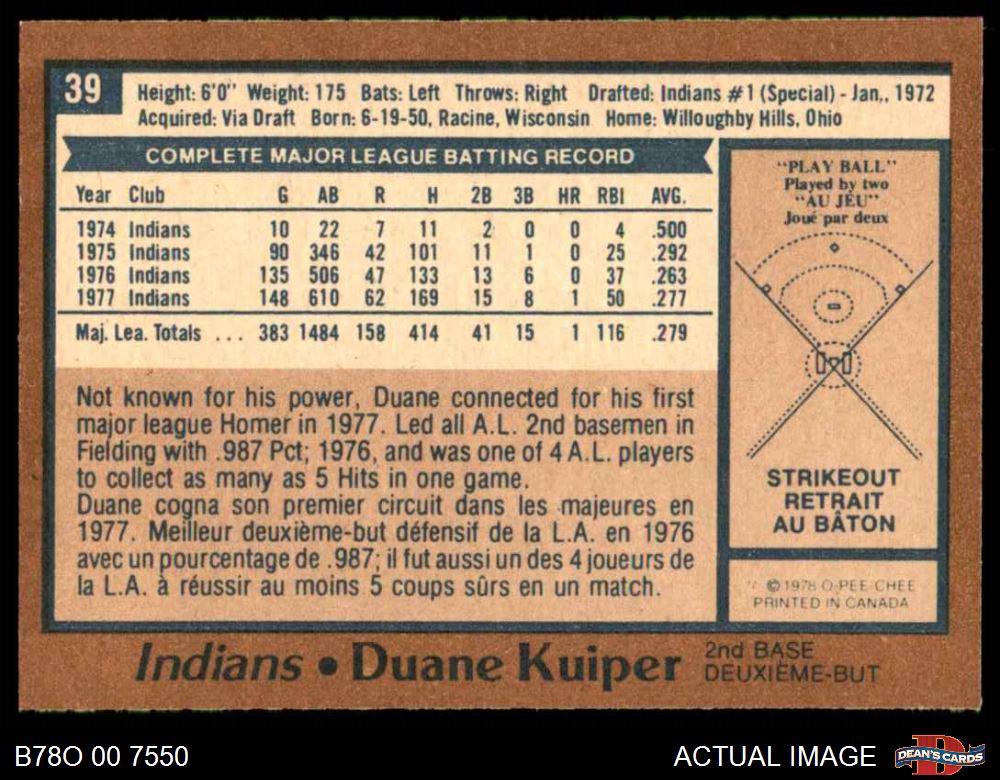 39
Height: 6'0" Weight: 175 Bats: Left Throws: Right Drafted: Indians #1 (Special) - Jan., 1972
Acquired: Via Draft Born: 6-19-50, Racine, Wisconsin Home: Willoughby Hills, Ohio
COMPLETE MAJOR LEAGUE BATTING RECORD
Year Club G AB R H 2B 3B HR RBI AVG.
1974 Indians 10 22 7 11 2 0 0 4 .500
1975 Indians 90 346 42 101 11 1 0 25 .292
1976 Indians 135 506 47 133 13 6 0 37 .263
1977 Indians 148 610 62 169 15 8 1 50 .277
Maj. Lea. Totals ... 383 1484 158 414 41 15 1 116 .279
Not known for his power, Duane connected for his first
major league Homer in 1977. Led all A.L. 2nd basemen in
Fielding with .987 Pct; 1976, and was one of 4 A.L. players
to collect as many as 5 Hits in one game.
Duane cogna son premier circuit dans les majeures en
1977. Meilleur deuxième-but défensif de la L.A. en 1976
avec un pourcentage de .987; il fut aussi un des 4 joueurs de
la L.A. à réussir au moins 5 coups sûrs en un match.
"PLAY BALL"
Played by two
"AU JEU"
Joué par deux
STRIKEOUT
RETRAIT
AU BÂTON
© 1978 O-PEE-CHEE
PRINTED IN CANADA
Indians • Duane Kuiper
2nd BASE
DEUXIÈME-BUT
B78O 00 7550
ACTUAL IMAGE
DEAN'S CARDS